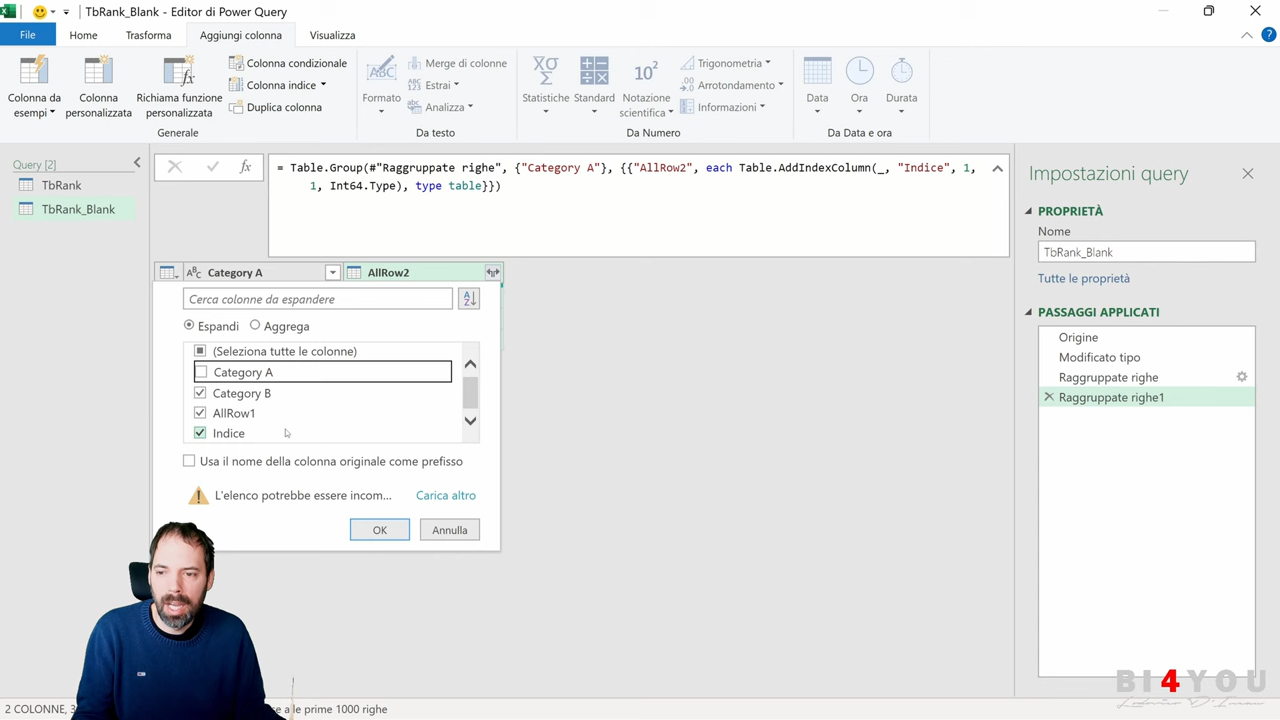 TbRank_Blank - Editor di Power Query
File
Home
Trasforma
Aggiungi colonna
Visualizza
Colonna da esempi
Colonna personalizzata
Richiama funzione personalizzata
Colonna condizionale
Colonna indice
Duplica colonna
Generale
Formato
Merge di colonne
Estrai
Analizza
Da testo
Statistiche
Standard
Notazione scientifica
Trigonometria
Arrotondamento
Informazioni
Da Numero
Data
Ora
Durata
Da Data e ora
Query [2]
TbRank
TbRank_Blank
= Table.Group(#"Raggruppate righe", {"Category A"}, {{"AllRow2", each Table.AddIndexColumn(_, "Indice", 1,
1, Int64.Type), type table}})
Category A
AllRow2
Cerca colonne da espandere
Espandi
Aggrega
(Seleziona tutte le colonne)
Category A
Category B
AllRow1
Indice
Usa il nome della colonna originale come prefisso
L'elenco potrebbe essere incom...
Carica altro
OK
Annulla
Impostazioni query
PROPRIETÀ
Nome
TbRank_Blank
Tutte le proprietà
PASSAGGI APPLICATI
Origine
Modificato tipo
Raggruppate righe
Raggruppate righe1
BI4YOU
2 COLONNE, 3
e alle prime 1000 righe